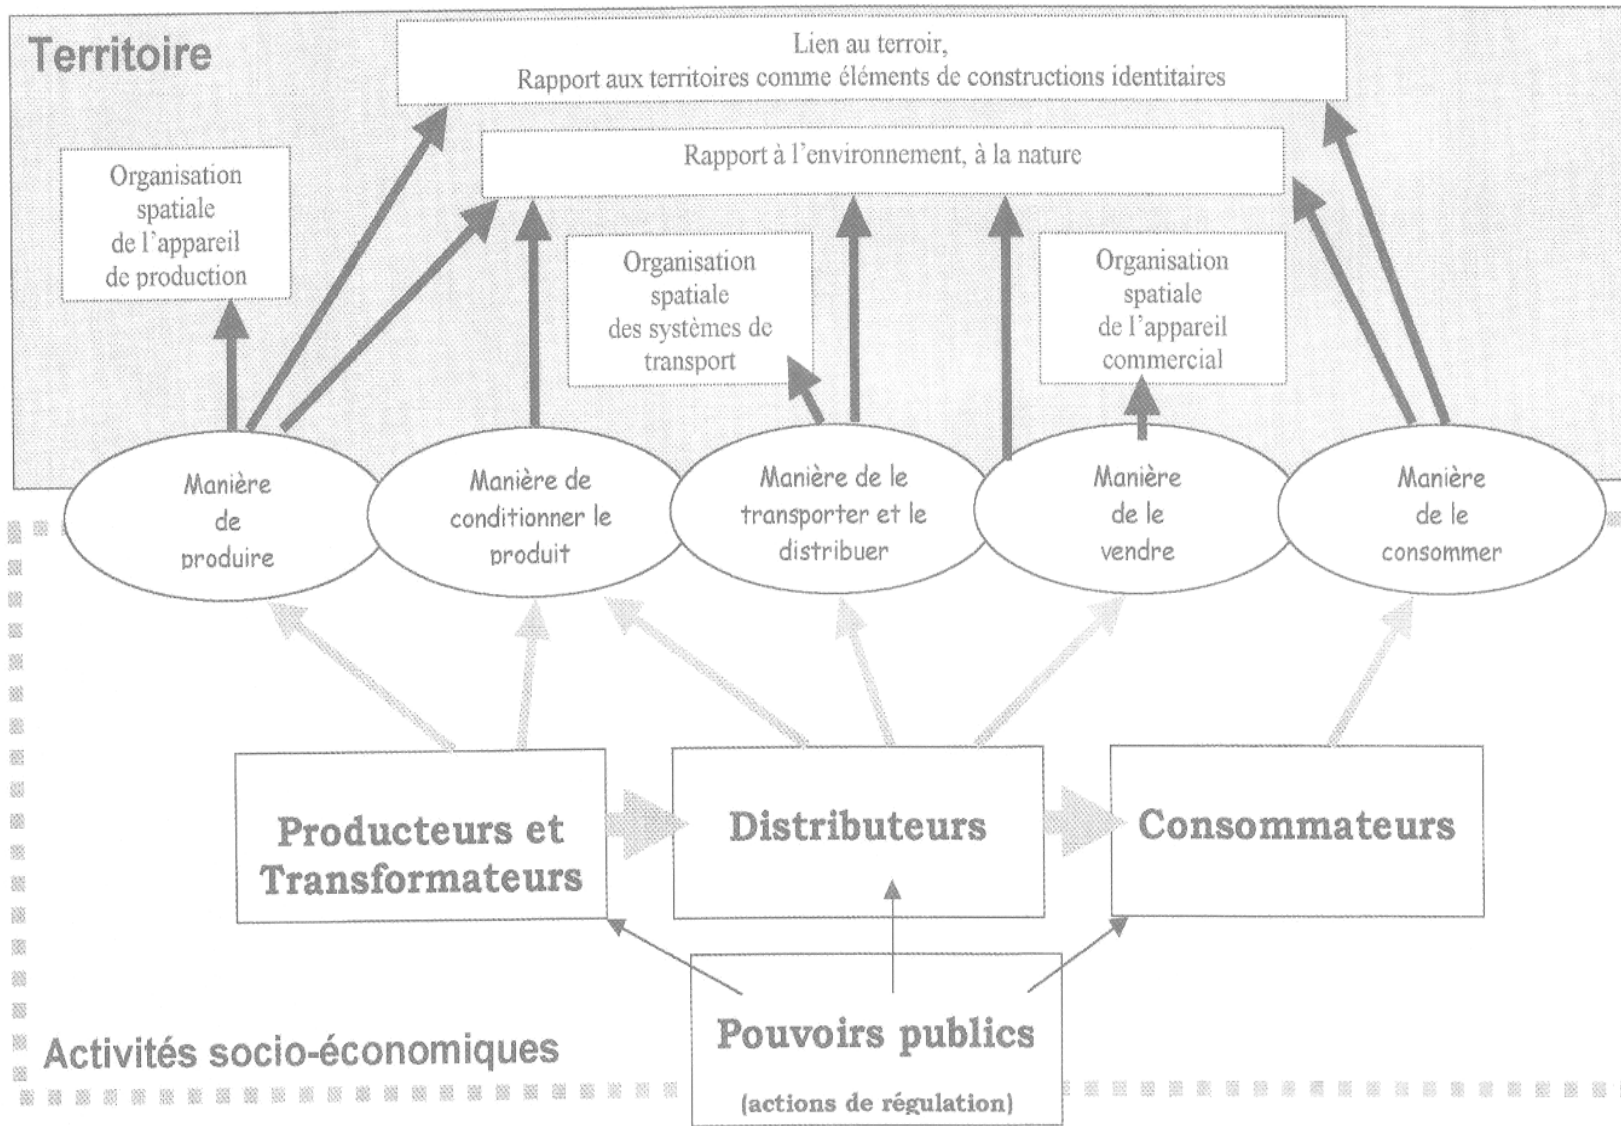 Territoire
Lien au terroir,
Rapport aux territoires comme éléments de constructions identitaires
Rapport à l'environnement, à la nature
Organisation
spatiale
de l'appareil
de production
Organisation
spatiale
des systèmes de
transport
Organisation
spatiale
de l'appareil
commercial
Manière
de
produire
Manière de
conditionner le
produit
Manière de le
transporter et le
distribuer
Manière
de le
vendre
Manière
de le
consommer
Producteurs et
Transformateurs
Distributeurs
Consommateurs
Pouvoirs publics
(actions de régulation)
Activités socio-économiques